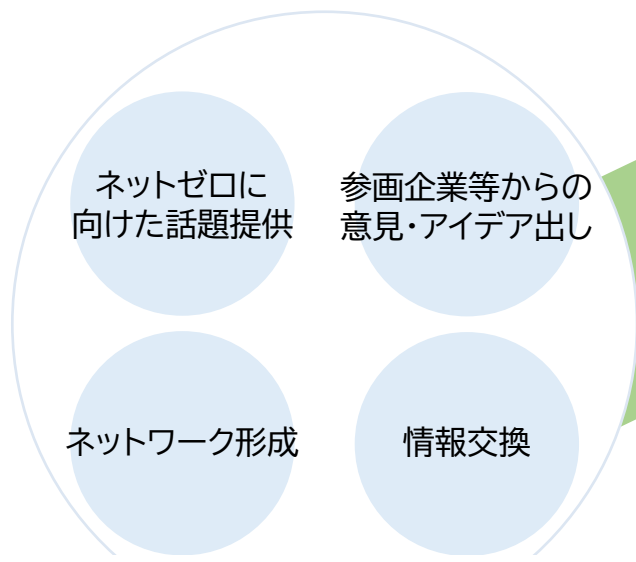 ネットゼロに
向けた話題提供
参画企業等からの
意見・アイデア出し
ネットワーク形成
情報交換